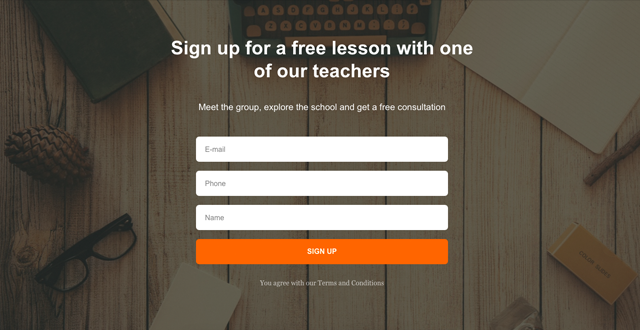 Sign up for a free lesson with one
of our teachers
Meet the group, explore the school and get a free consultation
E-mail
Phone
Name
SIGN UP
You agree with our Terms and Conditions